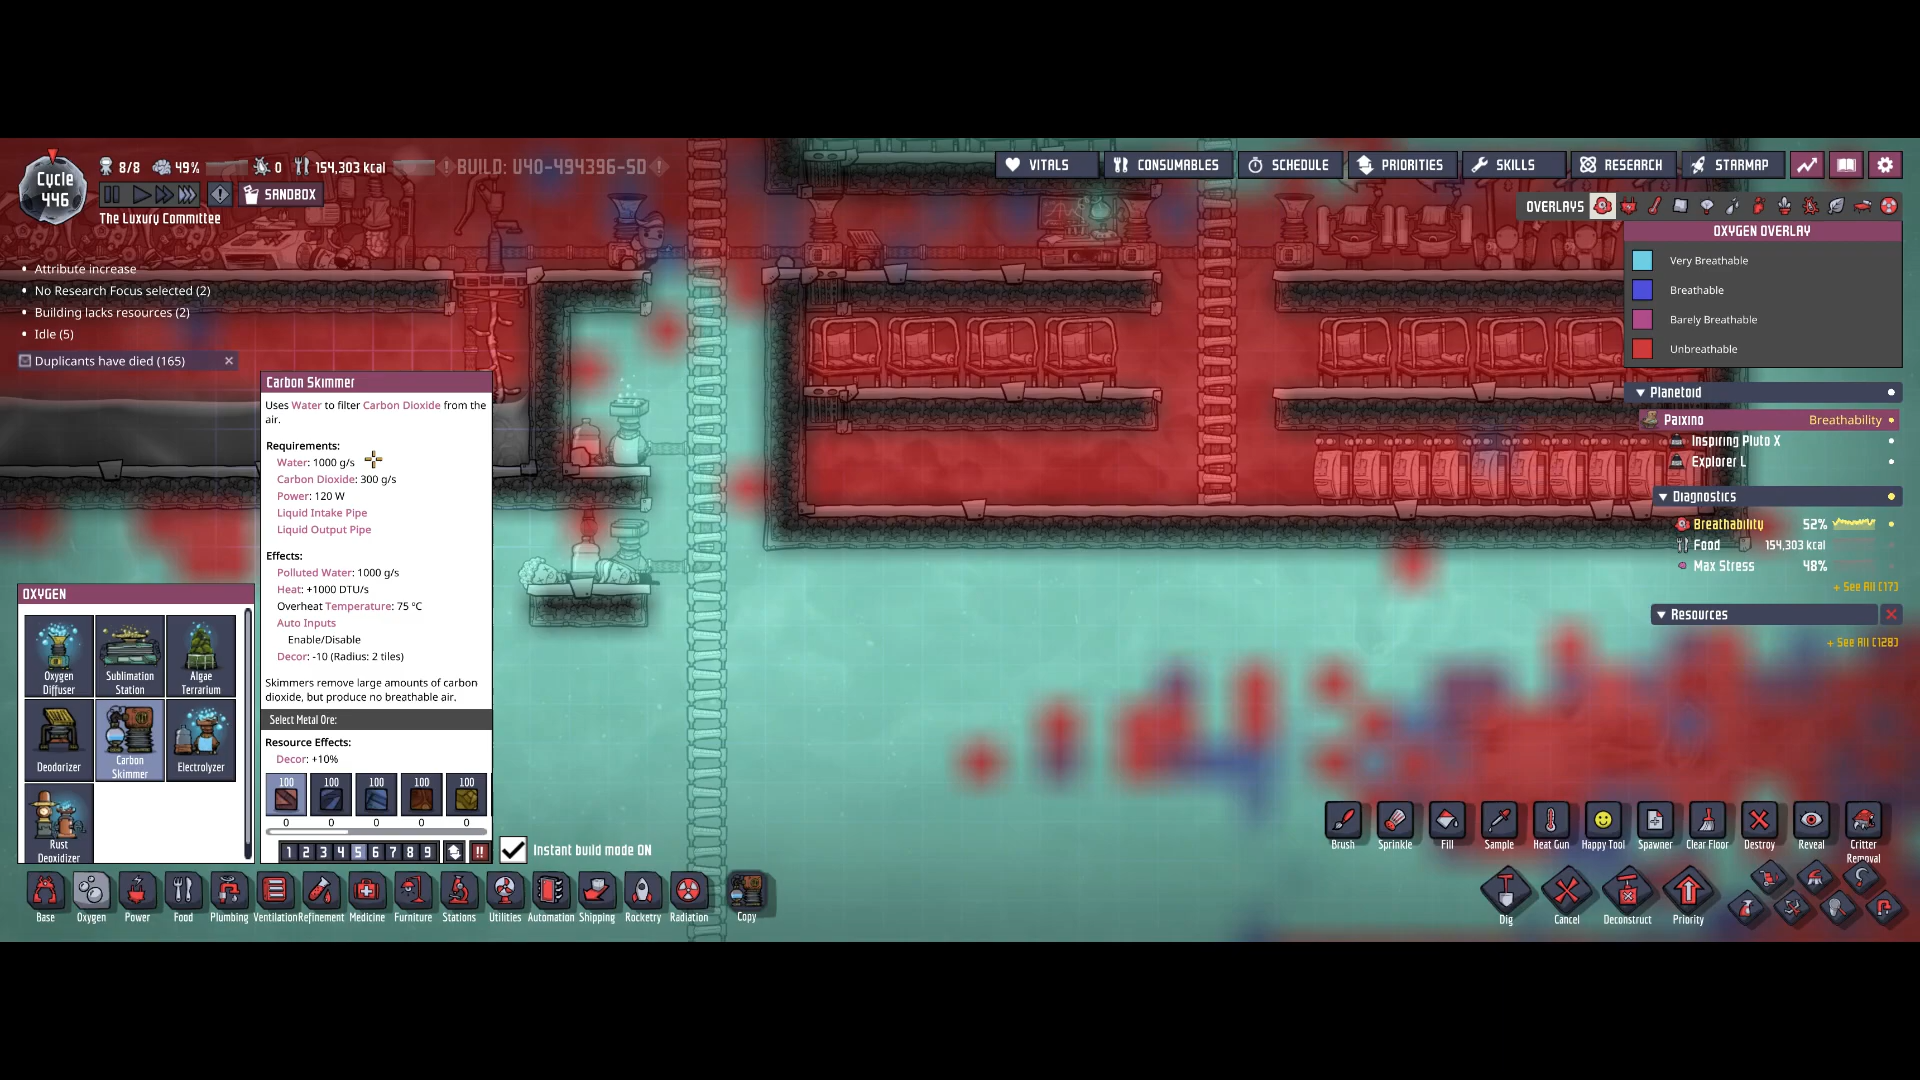 Cycle
446
8/8
49%
0
154,303 kcal
BUILD: U40-494396-SD
SANDBOX
The Luxury Committee
VITALS
CONSUMABLES
SCHEDULE
PRIORITIES
SKILLS
RESEARCH
STARMAP
OVERLAYS
OXYGEN OVERLAY
Very Breathable
Breathable
Barely Breathable
Unbreathable
• Attribute increase
• No Research Focus selected (2)
• Building lacks resources (2)
• Idle (5)
Duplicants have died (165)
Planetoid
Paixino Breathability
Inspiring Pluto X
Explorer L
Diagnostics
Breathability 52%
Food 154,303 kcal
Max Stress 48%
+ See All (17)
Resources
+ See All (128)
Carbon Skimmer
Uses Water to filter Carbon Dioxide from the
air.
Requirements:
Water: 1000 g/s
Carbon Dioxide: 300 g/s
Power: 120 W
Liquid Intake Pipe
Liquid Output Pipe
Effects:
Polluted Water: 1000 g/s
Heat: +1000 DTU/s
Overheat Temperature: 75 °C
Auto Inputs
Enable/Disable
Decor: -10 (Radius: 2 tiles)
Skimmers remove large amounts of carbon
dioxide, but produce no breathable air.
Select Metal Ore:
Resource Effects:
Decor: +10%
100 100 100 100 100
0 0 0 0 0
1 2 3 4 5 6 7 8 9 !!
Instant build mode ON
OXYGEN
Oxygen
Diffuser
Sublimation
Station
Algae
Terrarium
Deodorizer
Carbon
Skimmer
Electrolyzer
Rust
Deoxidizer
Brush
Sprinkle
Fill
Sample
Heat Gun
Happy Tool
Spawner
Clear Floor
Destroy
Reveal
Critter
Removal
Base
Oxygen
Power
Food
Plumbing
Ventilation
Refinement
Medicine
Furniture
Stations
Utilities
Automation
Shipping
Rocketry
Radiation
Copy
Dig
Cancel
Deconstruct
Priority